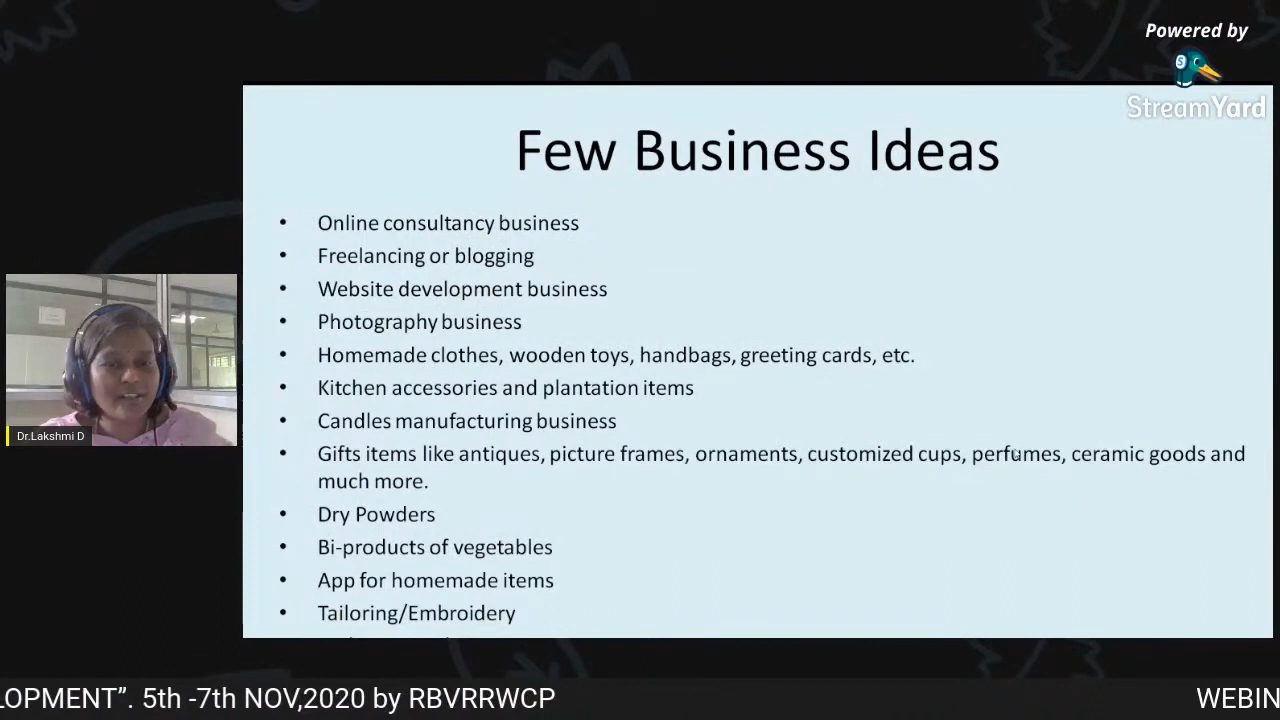 Powered by
StreamYard
Few Business Ideas
• Online consultancy business
• Freelancing or blogging
• Website development business
• Photography business
• Homemade clothes, wooden toys, handbags, greeting cards, etc.
• Kitchen accessories and plantation items
• Candles manufacturing business
• Gifts items like antiques, picture frames, ornaments, customized cups, perfumes, ceramic goods and
much more.
• Dry Powders
• Bi-products of vegetables
• App for homemade items
• Tailoring/Embroidery
Dr.Lakshmi D
LOPMENT”. 5th -7th NOV,2020 by RBVRRWCP
WEBIN